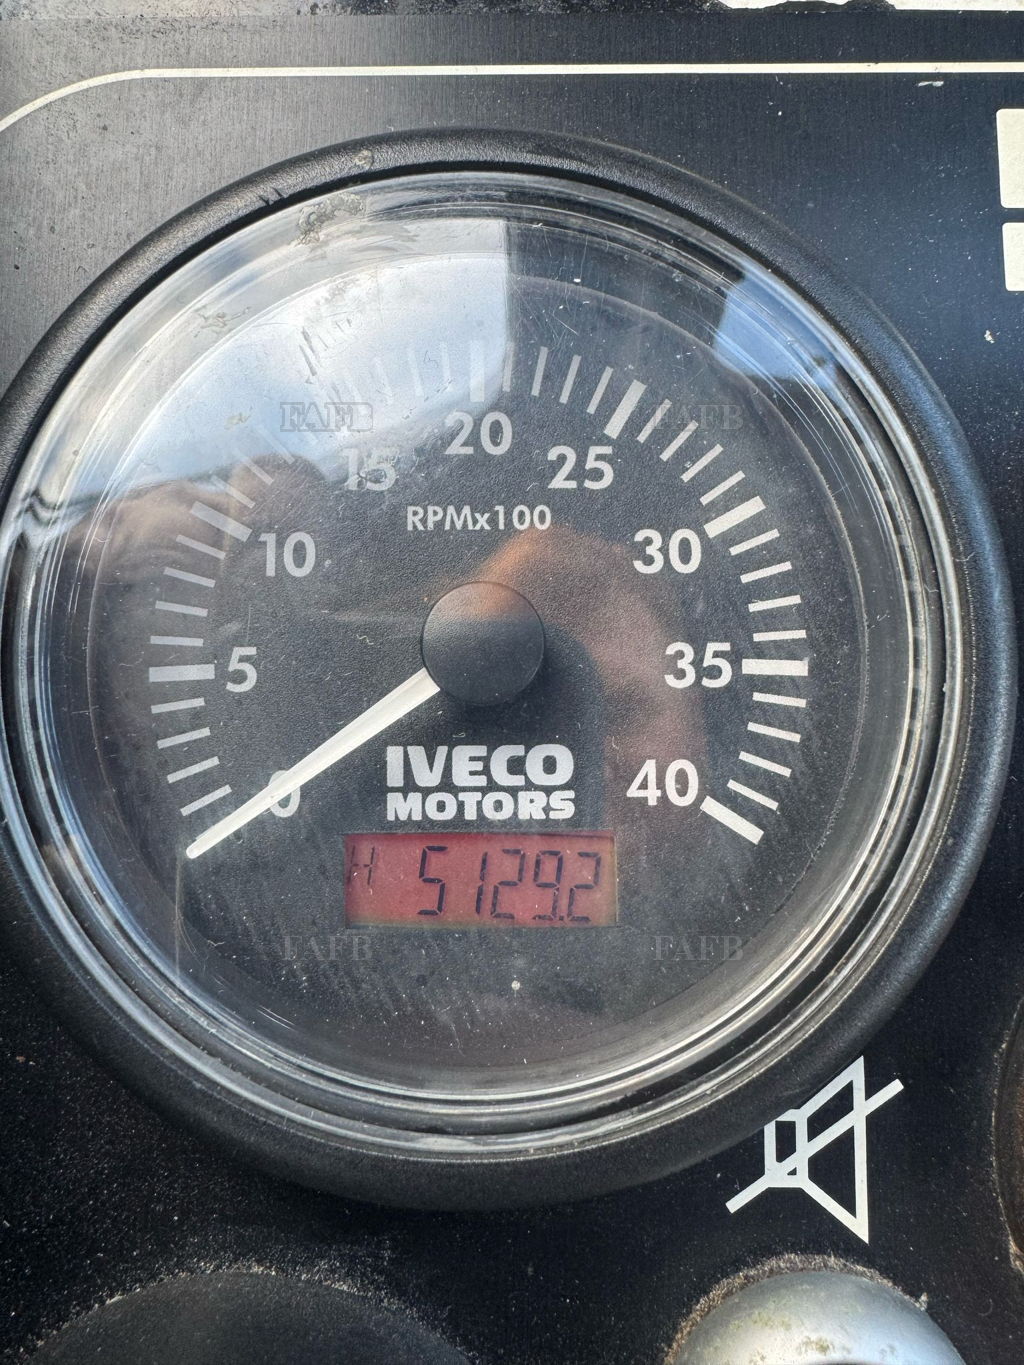 FAFB FAFB
20
15 25
RPMx100
10 30
5 35
IVECO
0 40
MOTORS
H 5129.2
FAFB FAFB